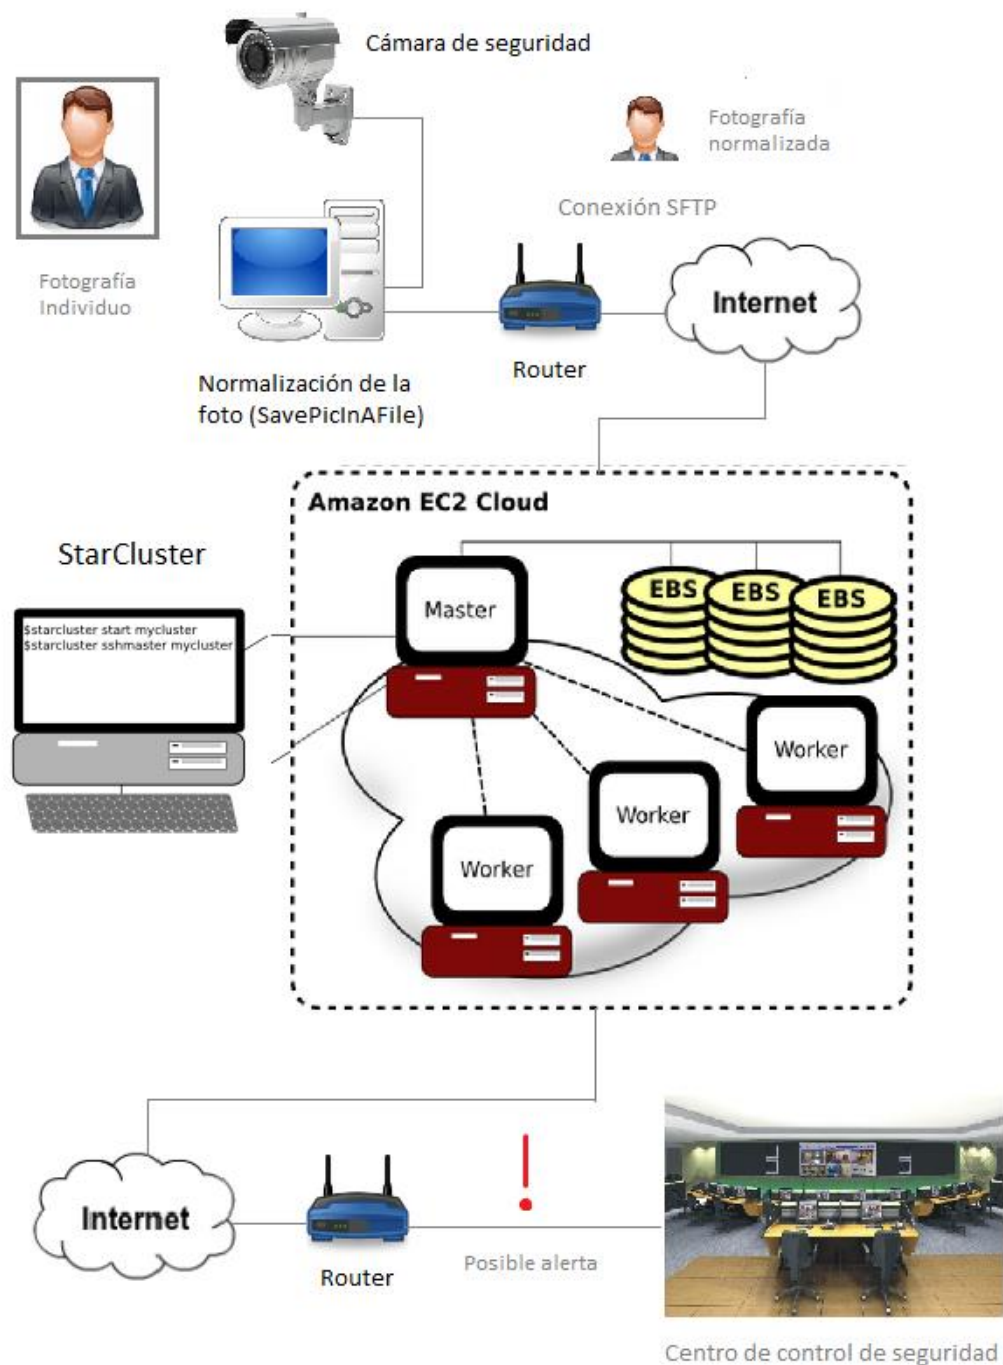 Cámara de seguridad
Fotografía
normalizada
Conexión SFTP
Fotografía
Individuo
Internet
Router
Normalización de la
foto (SavePicInAFile)
Amazon EC2 Cloud
StarCluster
$starcluster start mycluster
$starcluster sshmaster mycluster
Master
EBS
EBS
EBS
Worker
Worker
Worker
Internet
Router
Posible alerta
Centro de control de seguridad